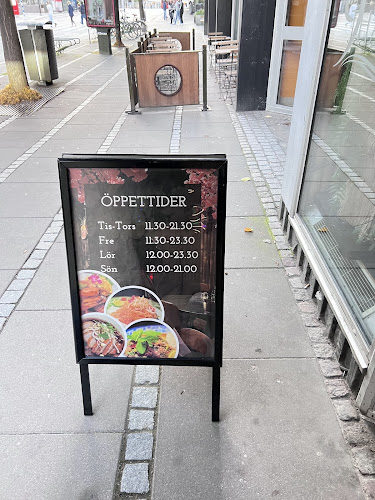 ÖPPETTIDER
Tis-Tors 11.30-21.30
Fre 11.30-23.30
Lör 12.00-23.30
Sön 12.00-21.00